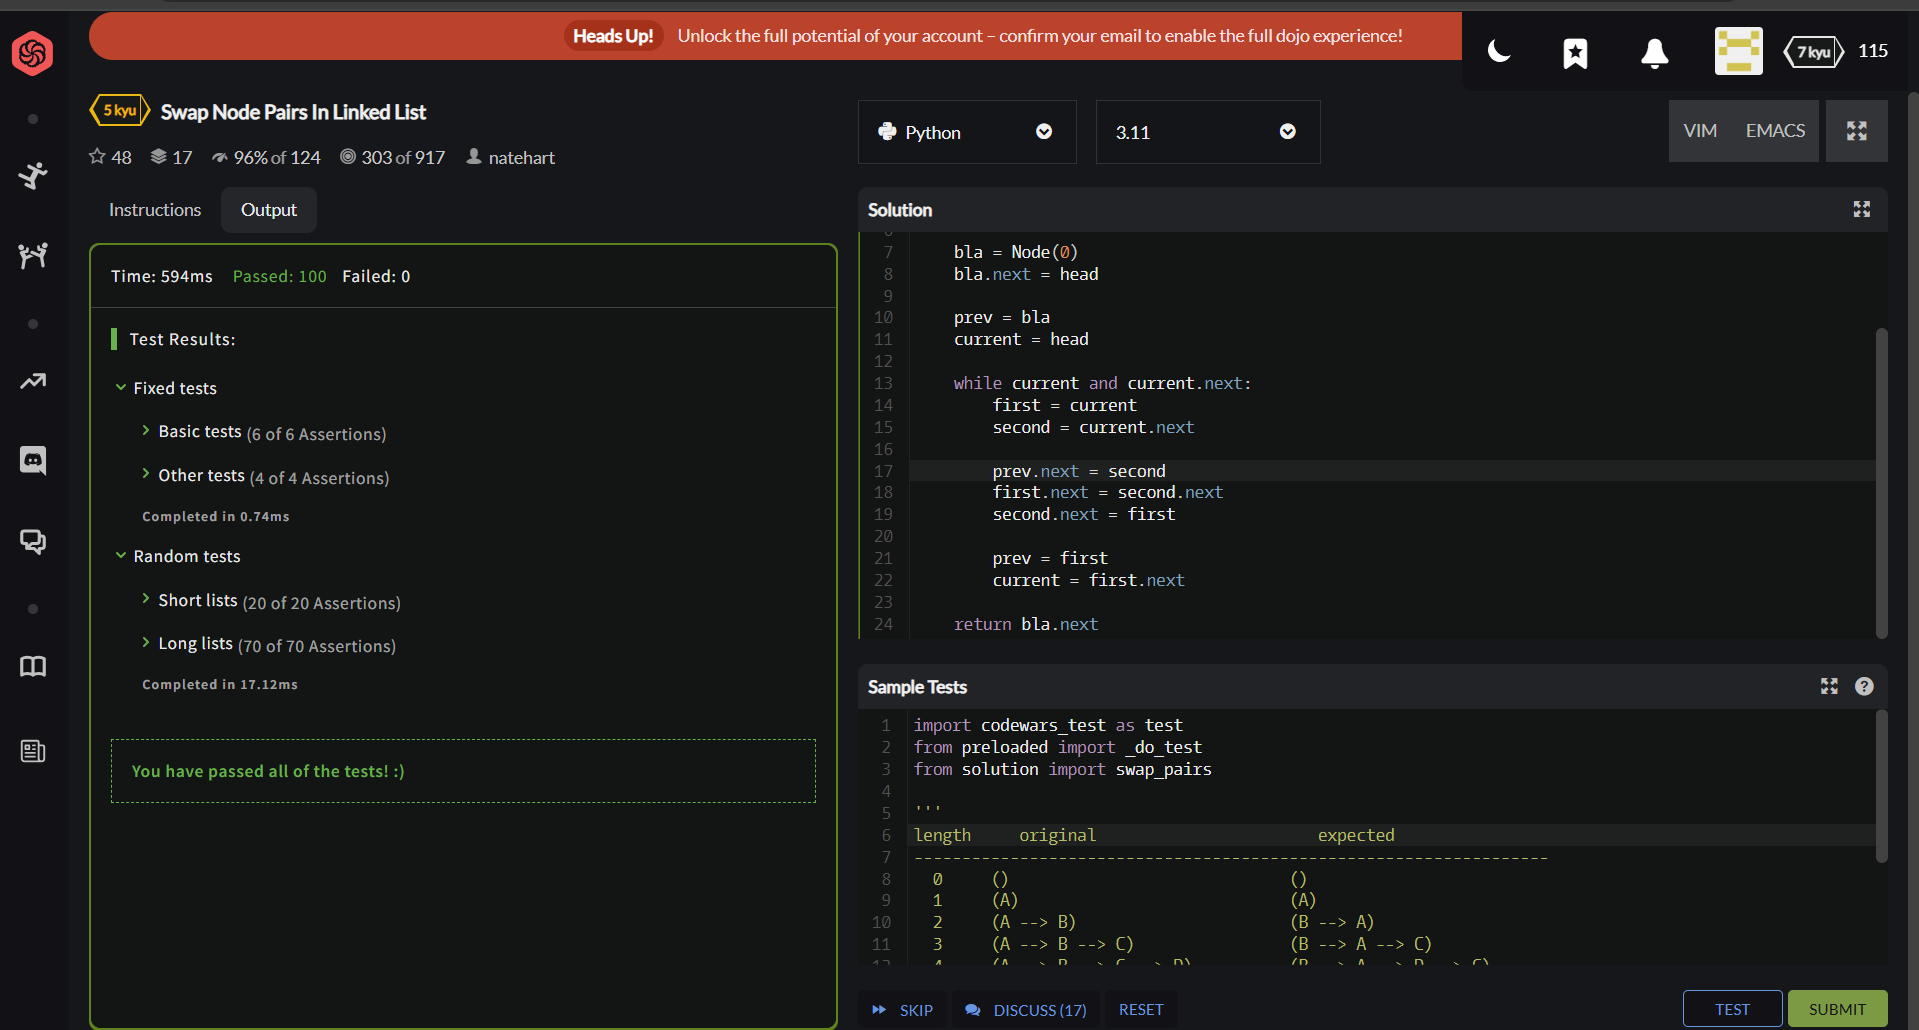 Heads Up! Unlock the full potential of your account – confirm your email to enable the full dojo experience!
7 kyu 115
5 kyu Swap Node Pairs In Linked List
48 17 96% of 124 303 of 917 natehart
Instructions Output
Time: 594ms Passed: 100 Failed: 0
Test Results:
Fixed tests
Basic tests (6 of 6 Assertions)
Other tests (4 of 4 Assertions)
Completed in 0.74ms
Random tests
Short lists (20 of 20 Assertions)
Long lists (70 of 70 Assertions)
Completed in 17.12ms
You have passed all of the tests! :)
Python 3.11 VIM EMACS
Solution
7 bla = Node(0)
8 bla.next = head
9
10 prev = bla
11 current = head
12
13 while current and current.next:
14 first = current
15 second = current.next
16
17 prev.next = second
18 first.next = second.next
19 second.next = first
20
21 prev = first
22 current = first.next
23
24 return bla.next
Sample Tests
1 import codewars_test as test
2 from preloaded import _do_test
3 from solution import swap_pairs
4
5 '''
6 length original expected
7 ------------------------------------------------------------------
8 0 () ()
9 1 (A) (A)
10 2 (A --> B) (B --> A)
11 3 (A --> B --> C) (B --> A --> C)
SKIP DISCUSS (17) RESET TEST SUBMIT